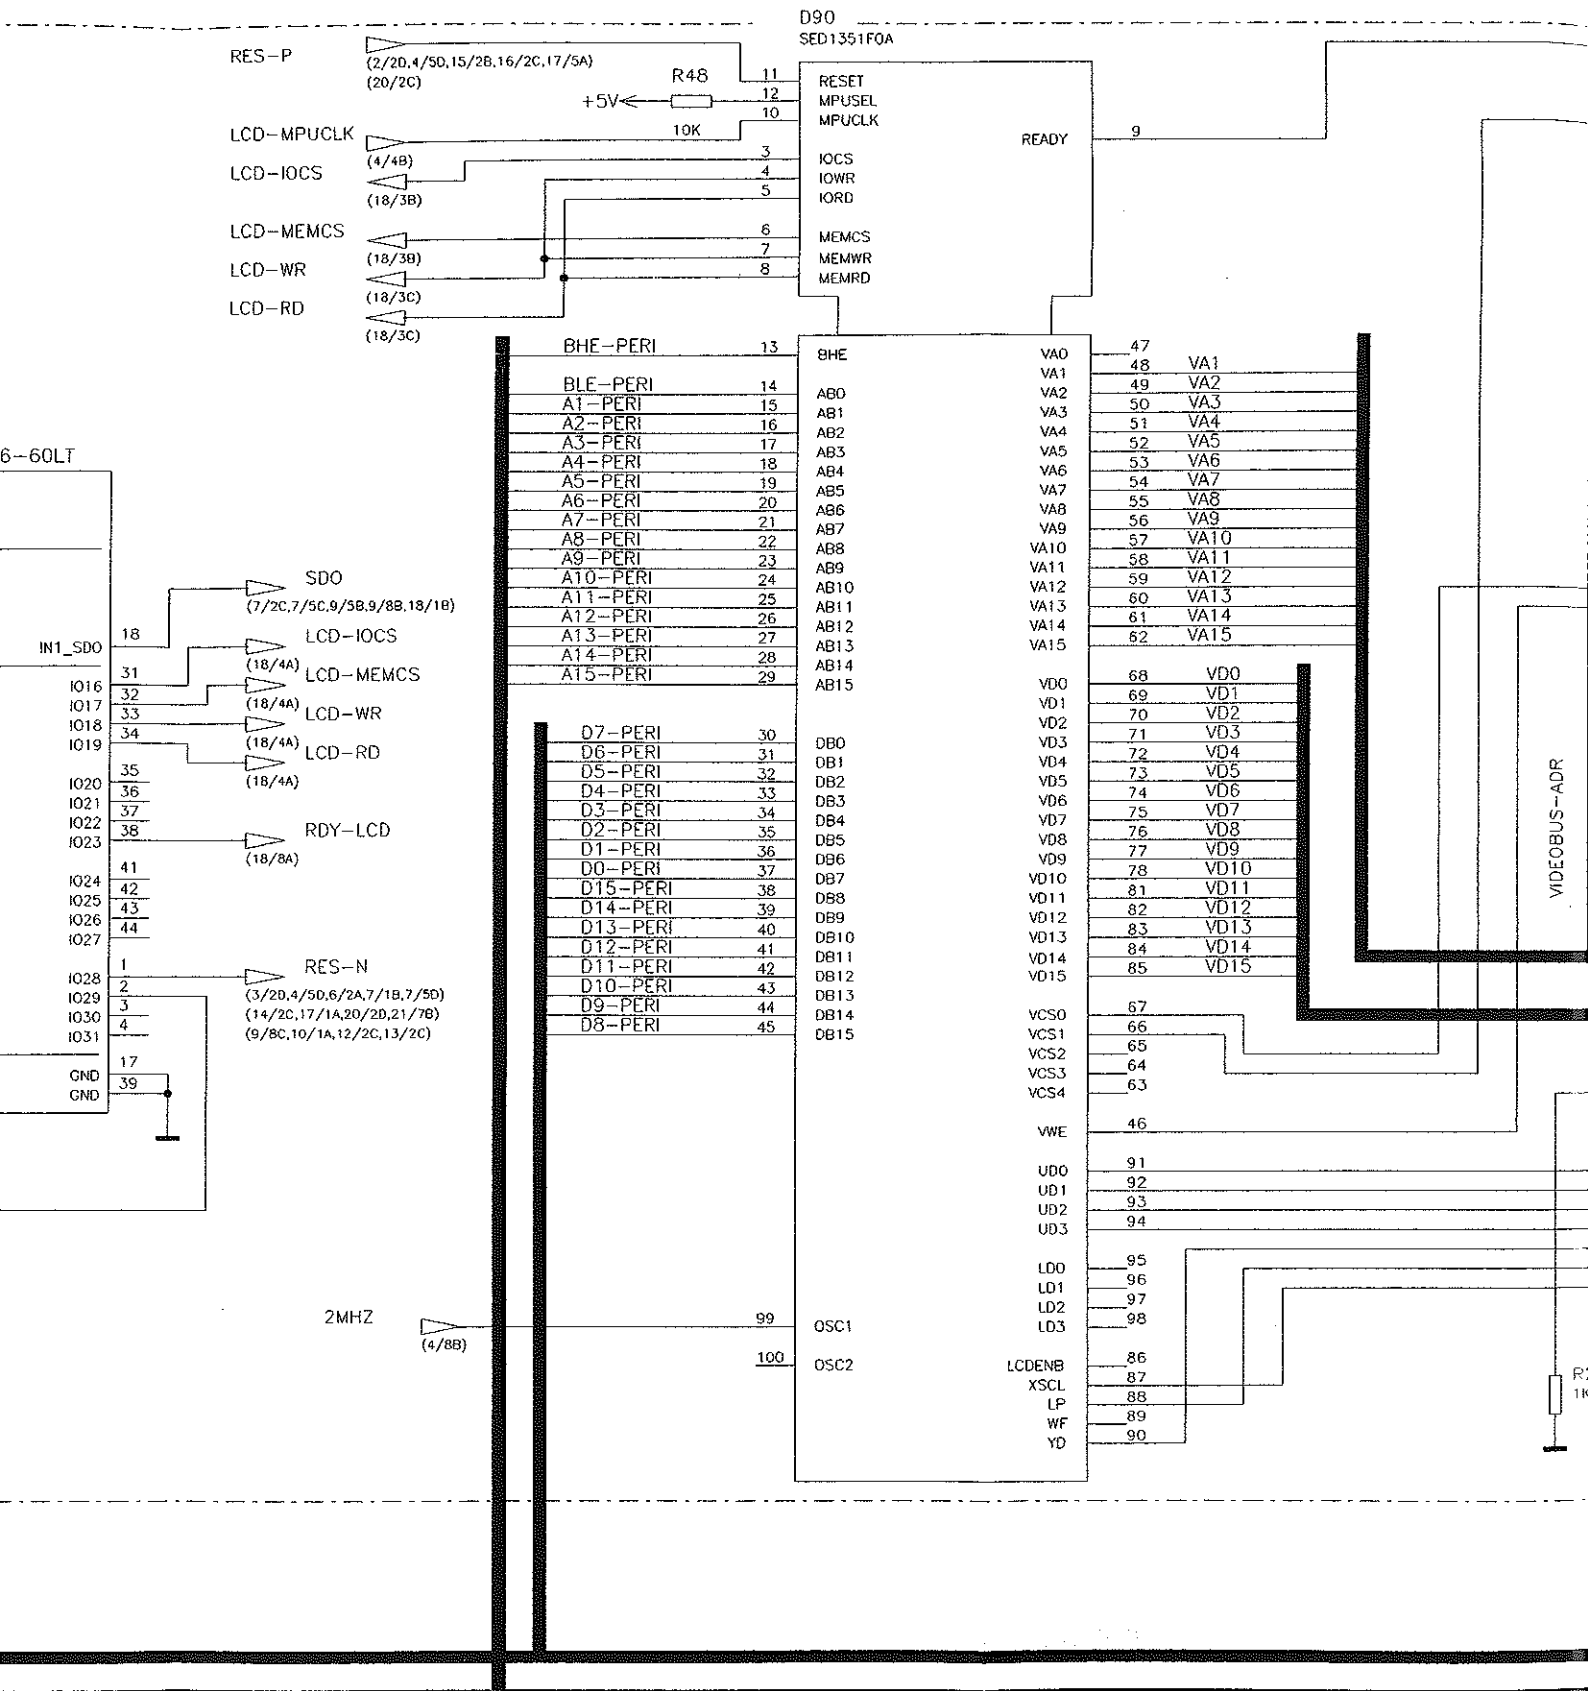 D90
SED1351F0A
RES-P
(2/2D,4/5D,15/2B,16/2C,17/5A)
(20/2C)
R48
+5V
10K
LCD-MPUCLK
(4/4B)
LCD-IOCS
(18/3B)
LCD-MEMCS
(18/3B)
LCD-WR
(18/3C)
LCD-RD
(18/3C)
11 RESET
12 MPUSEL
10 MPUCLK
READY 9
3 IOCS
4 IOWR
5 IORD
6 MEMCS
7 MEMWR
8 MEMRD
BHE-PERI 13 BHE
BLE-PERI 14 AB0
A1-PERI 15 AB1
A2-PERI 16 AB2
A3-PERI 17 AB3
A4-PERI 18 AB4
A5-PERI 19 AB5
A6-PERI 20 AB6
A7-PERI 21 AB7
A8-PERI 22 AB8
A9-PERI 23 AB9
A10-PERI 24 AB10
A11-PERI 25 AB11
A12-PERI 26 AB12
A13-PERI 27 AB13
A14-PERI 28 AB14
A15-PERI 29 AB15
D7-PERI 30 DB0
D6-PERI 31 DB1
D5-PERI 32 DB2
D4-PERI 33 DB3
D3-PERI 34 DB4
D2-PERI 35 DB5
D1-PERI 36 DB6
D0-PERI 37 DB7
D15-PERI 38 DB8
D14-PERI 39 DB9
D13-PERI 40 DB10
D12-PERI 41 DB11
D11-PERI 42 DB12
D10-PERI 43 DB13
D9-PERI 44 DB14
D8-PERI 45 DB15
2MHZ
(4/8B)
99 OSC1
100 OSC2
VA0 47
VA1 48 VA1
VA2 49 VA2
VA3 50 VA3
VA4 51 VA4
VA5 52 VA5
VA6 53 VA6
VA7 54 VA7
VA8 55 VA8
VA9 56 VA9
VA10 57 VA10
VA11 58 VA11
VA12 59 VA12
VA13 60 VA13
VA14 61 VA14
VA15 62 VA15
VD0 68 VD0
VD1 69 VD1
VD2 70 VD2
VD3 71 VD3
VD4 72 VD4
VD5 73 VD5
VD6 74 VD6
VD7 75 VD7
VD8 76 VD8
VD9 77 VD9
VD10 78 VD10
VD11 81 VD11
VD12 82 VD12
VD13 83 VD13
VD14 84 VD14
VD15 85 VD15
VCS0 67
VCS1 66
VCS2 65
VCS3 64
VCS4 63
VWE 46
UD0 91
UD1 92
UD2 93
UD3 94
LD0 95
LD1 96
LD2 97
LD3 98
LCDENB 86
XSCL 87
LP 88
WF 89
YD 90
VIDEOBUS-ADR
6-60LT
IN1_SDO 18
SDO
(7/2C,7/5C,9/5B,9/8B,18/1B)
IO16 31
LCD-IOCS
(18/4A)
IO17 32
LCD-MEMCS
(18/4A)
IO18 33
LCD-WR
(18/4A)
IO19 34
LCD-RD
(18/4A)
IO20 35
IO21 36
IO22 37
IO23 38
RDY-LCD
(18/8A)
IO24 41
IO25 42
IO26 43
IO27 44
IO28 1
RES-N
(3/2D,4/5D,6/2A,7/1B,7/5D)
(14/2C,17/1A,20/2D,21/7B)
(9/8C,10/1A,12/2C,13/2C)
IO29 2
IO30 3
IO31 4
GND 17
GND 39